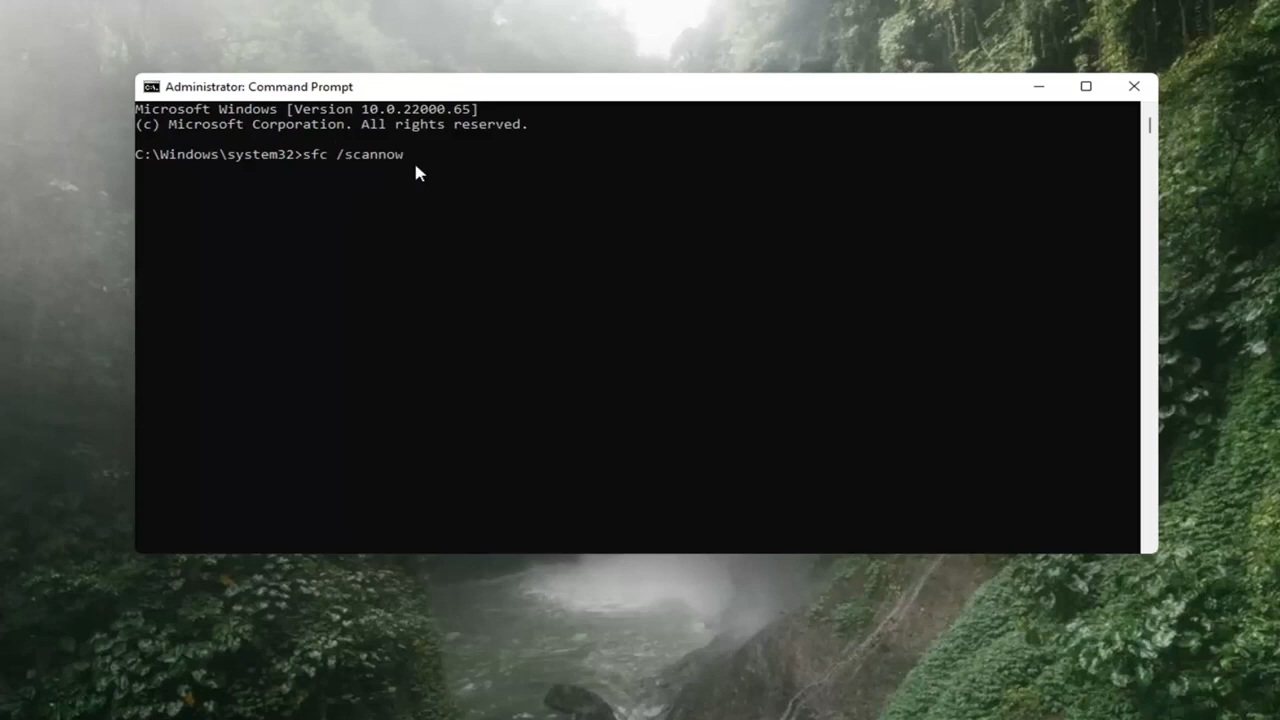 Administrator: Command Prompt
Microsoft Windows [Version 10.0.22000.65]
(c) Microsoft Corporation. All rights reserved.
C:\Windows\system32>sfc /scannow